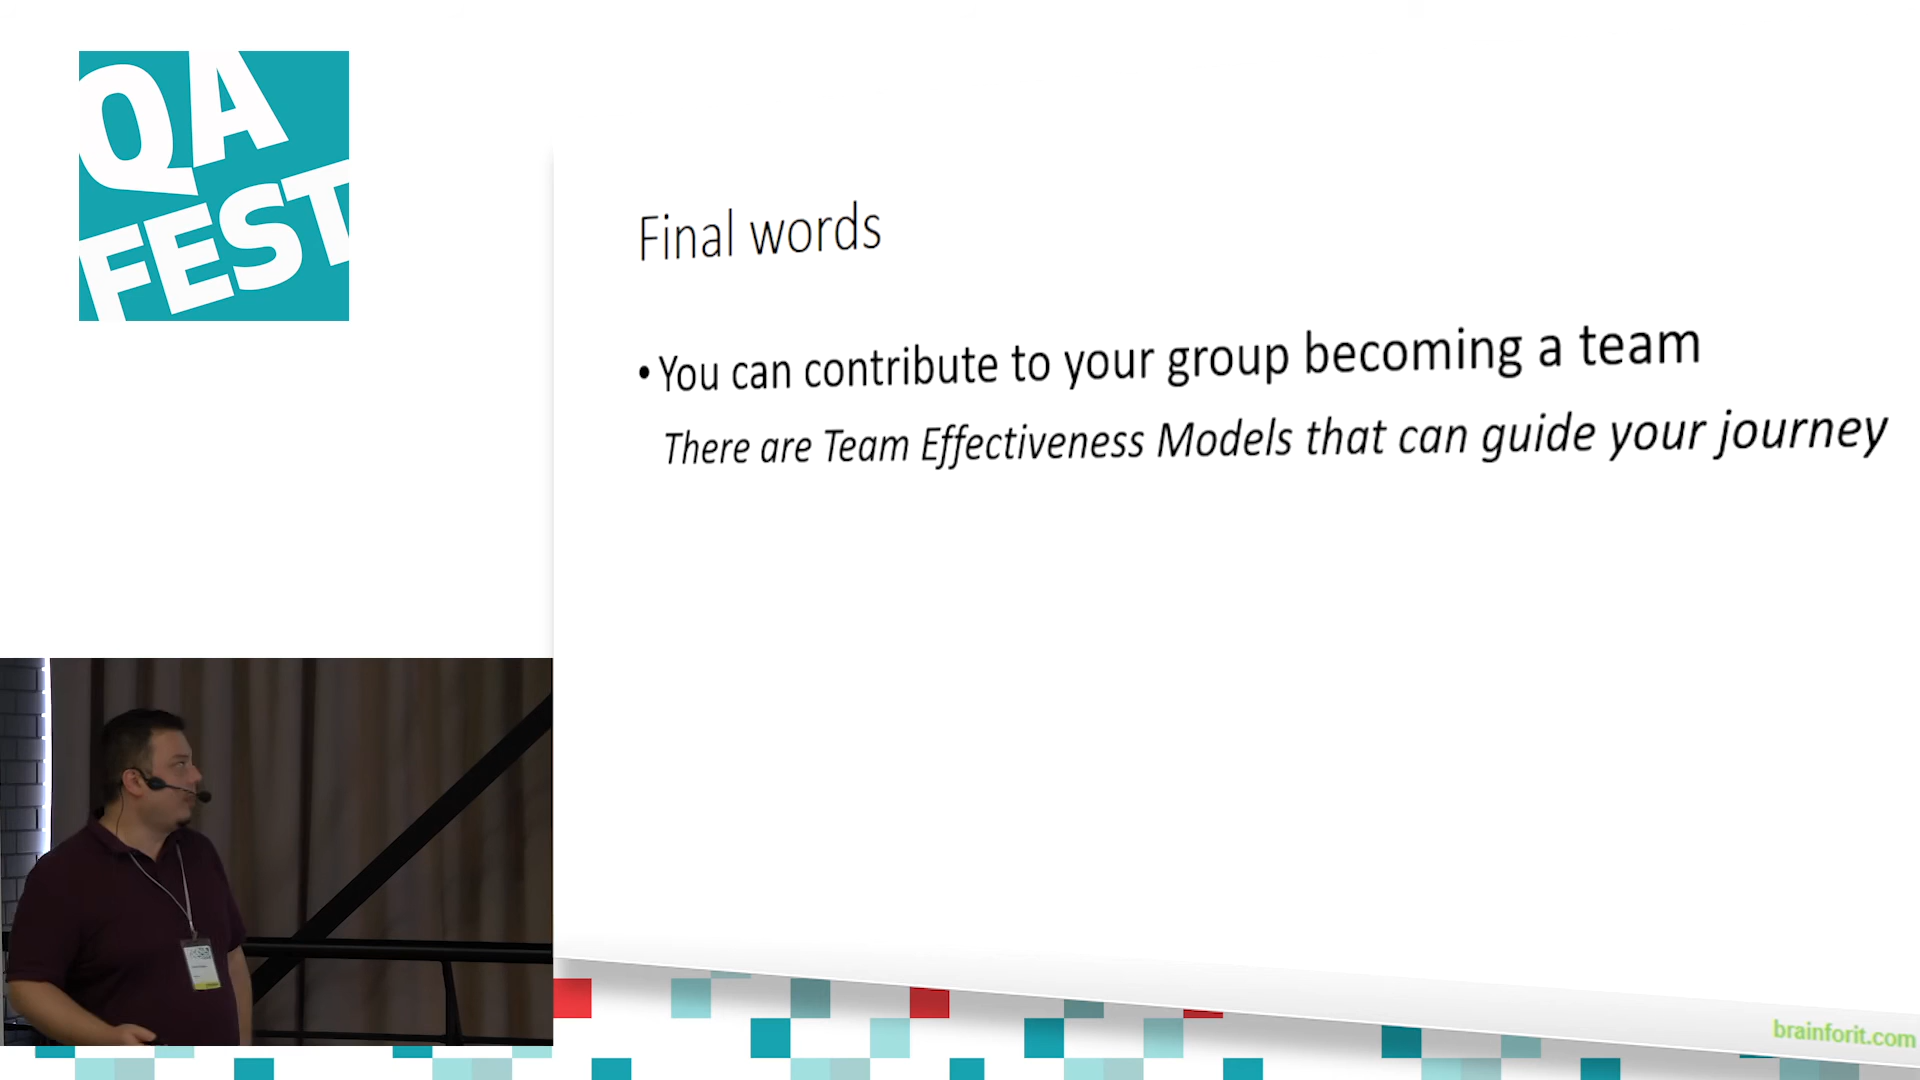 QA
FEST
Final words
• You can contribute to your group becoming a team
There are Team Effectiveness Models that can guide your journey
brainforit.com